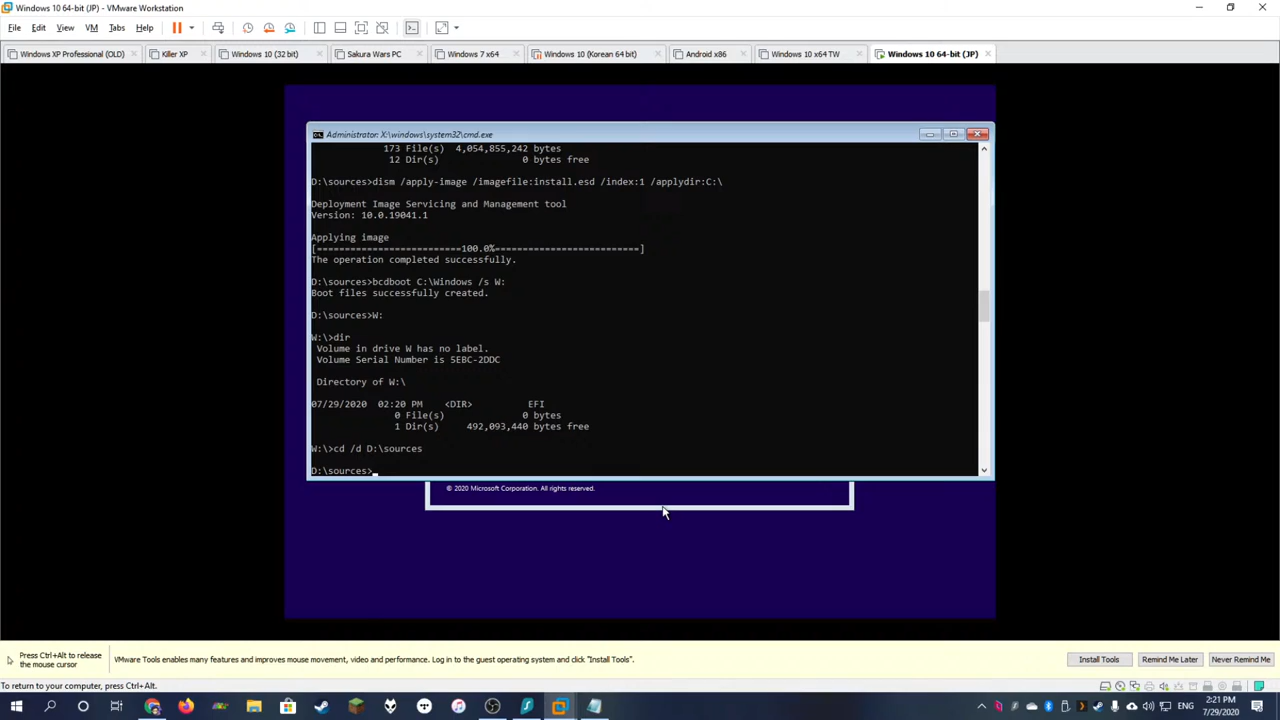 Windows 10 64-bit (JP) - VMware Workstation
File Edit View VM Tabs Help
Windows XP Professional (OLD) Killer XP Windows 10 (32 bit) Sakura Wars PC Windows 7 x64 Windows 10 (Korean 64 bit) Android x86 Windows 10 x64 TW Windows 10 64-bit (JP)
Administrator: X:\windows\system32\cmd.exe
173 File(s) 4,054,855,242 bytes
12 Dir(s) 0 bytes free
D:\sources>dism /apply-image /imagefile:install.esd /index:1 /applydir:C:\
Deployment Image Servicing and Management tool
Version: 10.0.19041.1
Applying image
[==========================100.0%==========================]
The operation completed successfully.
D:\sources>bcdboot C:\Windows /s W:
Boot files successfully created.
D:\sources>W:
W:\>dir
Volume in drive W has no label.
Volume Serial Number is 5EBC-2DDC
Directory of W:\
07/29/2020 02:20 PM <DIR> EFI
0 File(s) 0 bytes
1 Dir(s) 492,093,440 bytes free
W:\>cd /d D:\sources
D:\sources>
© 2020 Microsoft Corporation. All rights reserved.
Press Ctrl+Alt to release
the mouse cursor
VMware Tools enables many features and improves mouse movement, video and performance. Log in to the guest operating system and click "Install Tools".
Install Tools Remind Me Later Never Remind Me
To return to your computer, press Ctrl+Alt.
ENG
2:21 PM
7/29/2020